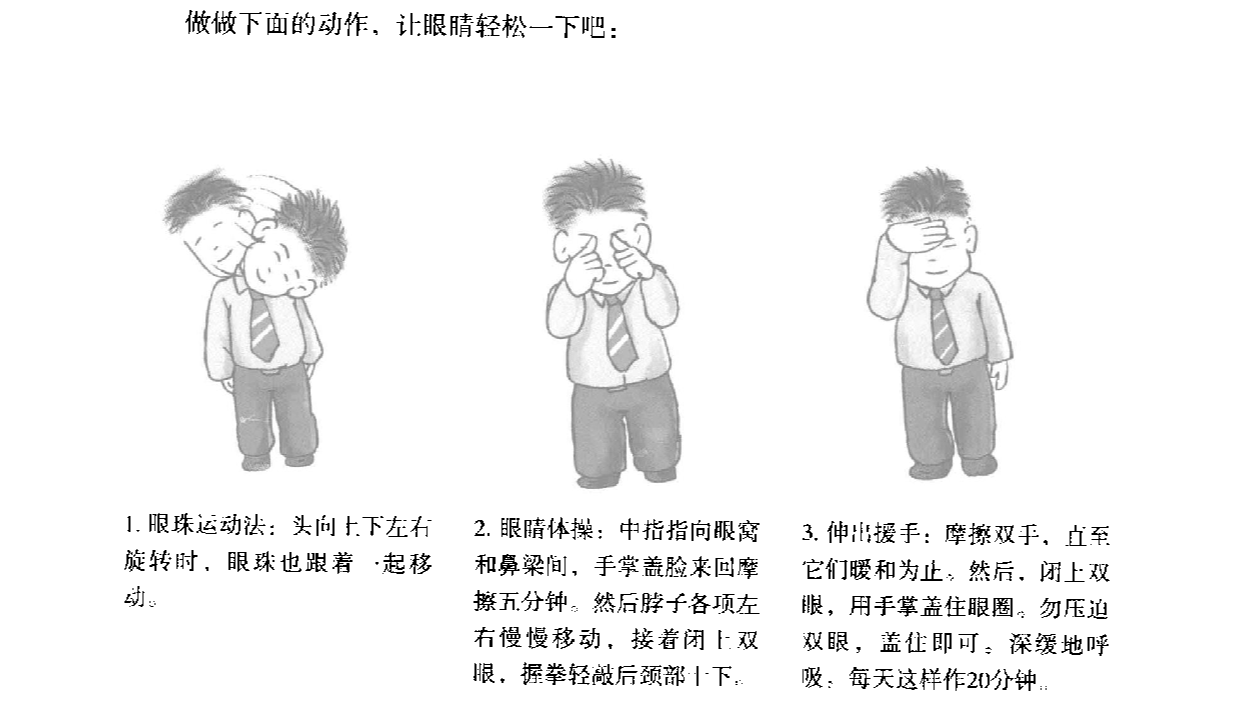 做做下面的动作，让眼睛轻松一下吧：
1. 眼珠运动法：头向上下左右
旋转时，眼珠也跟着一起移
动。
2. 眼睛体操：中指指向眼窝
和鼻梁间，手掌盖脸来回摩
擦五分钟。然后脖子各项左
右慢慢移动，接着闭上双
眼，握拳轻敲后颈部十下。
3. 伸出援手：摩擦双手，直至
它们暖和为止。然后，闭上双
眼，用手掌盖住眼圈。勿压迫
双眼，盖住即可。深缓地呼
吸，每天这样作20分钟。